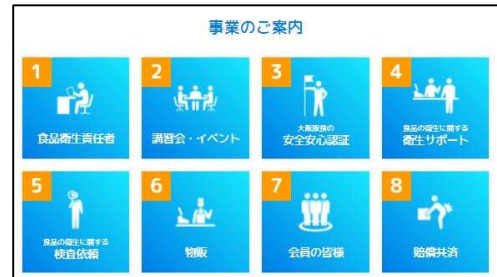 事業のご案内
1
食品衛生責任者
2
講習会・イベント
3
大阪版食の
安全安心認証
4
食品の衛生に関する
衛生サポート
5
食品の衛生に関する
検査依頼
6
物販
7
会員の皆様
8
賠償共済